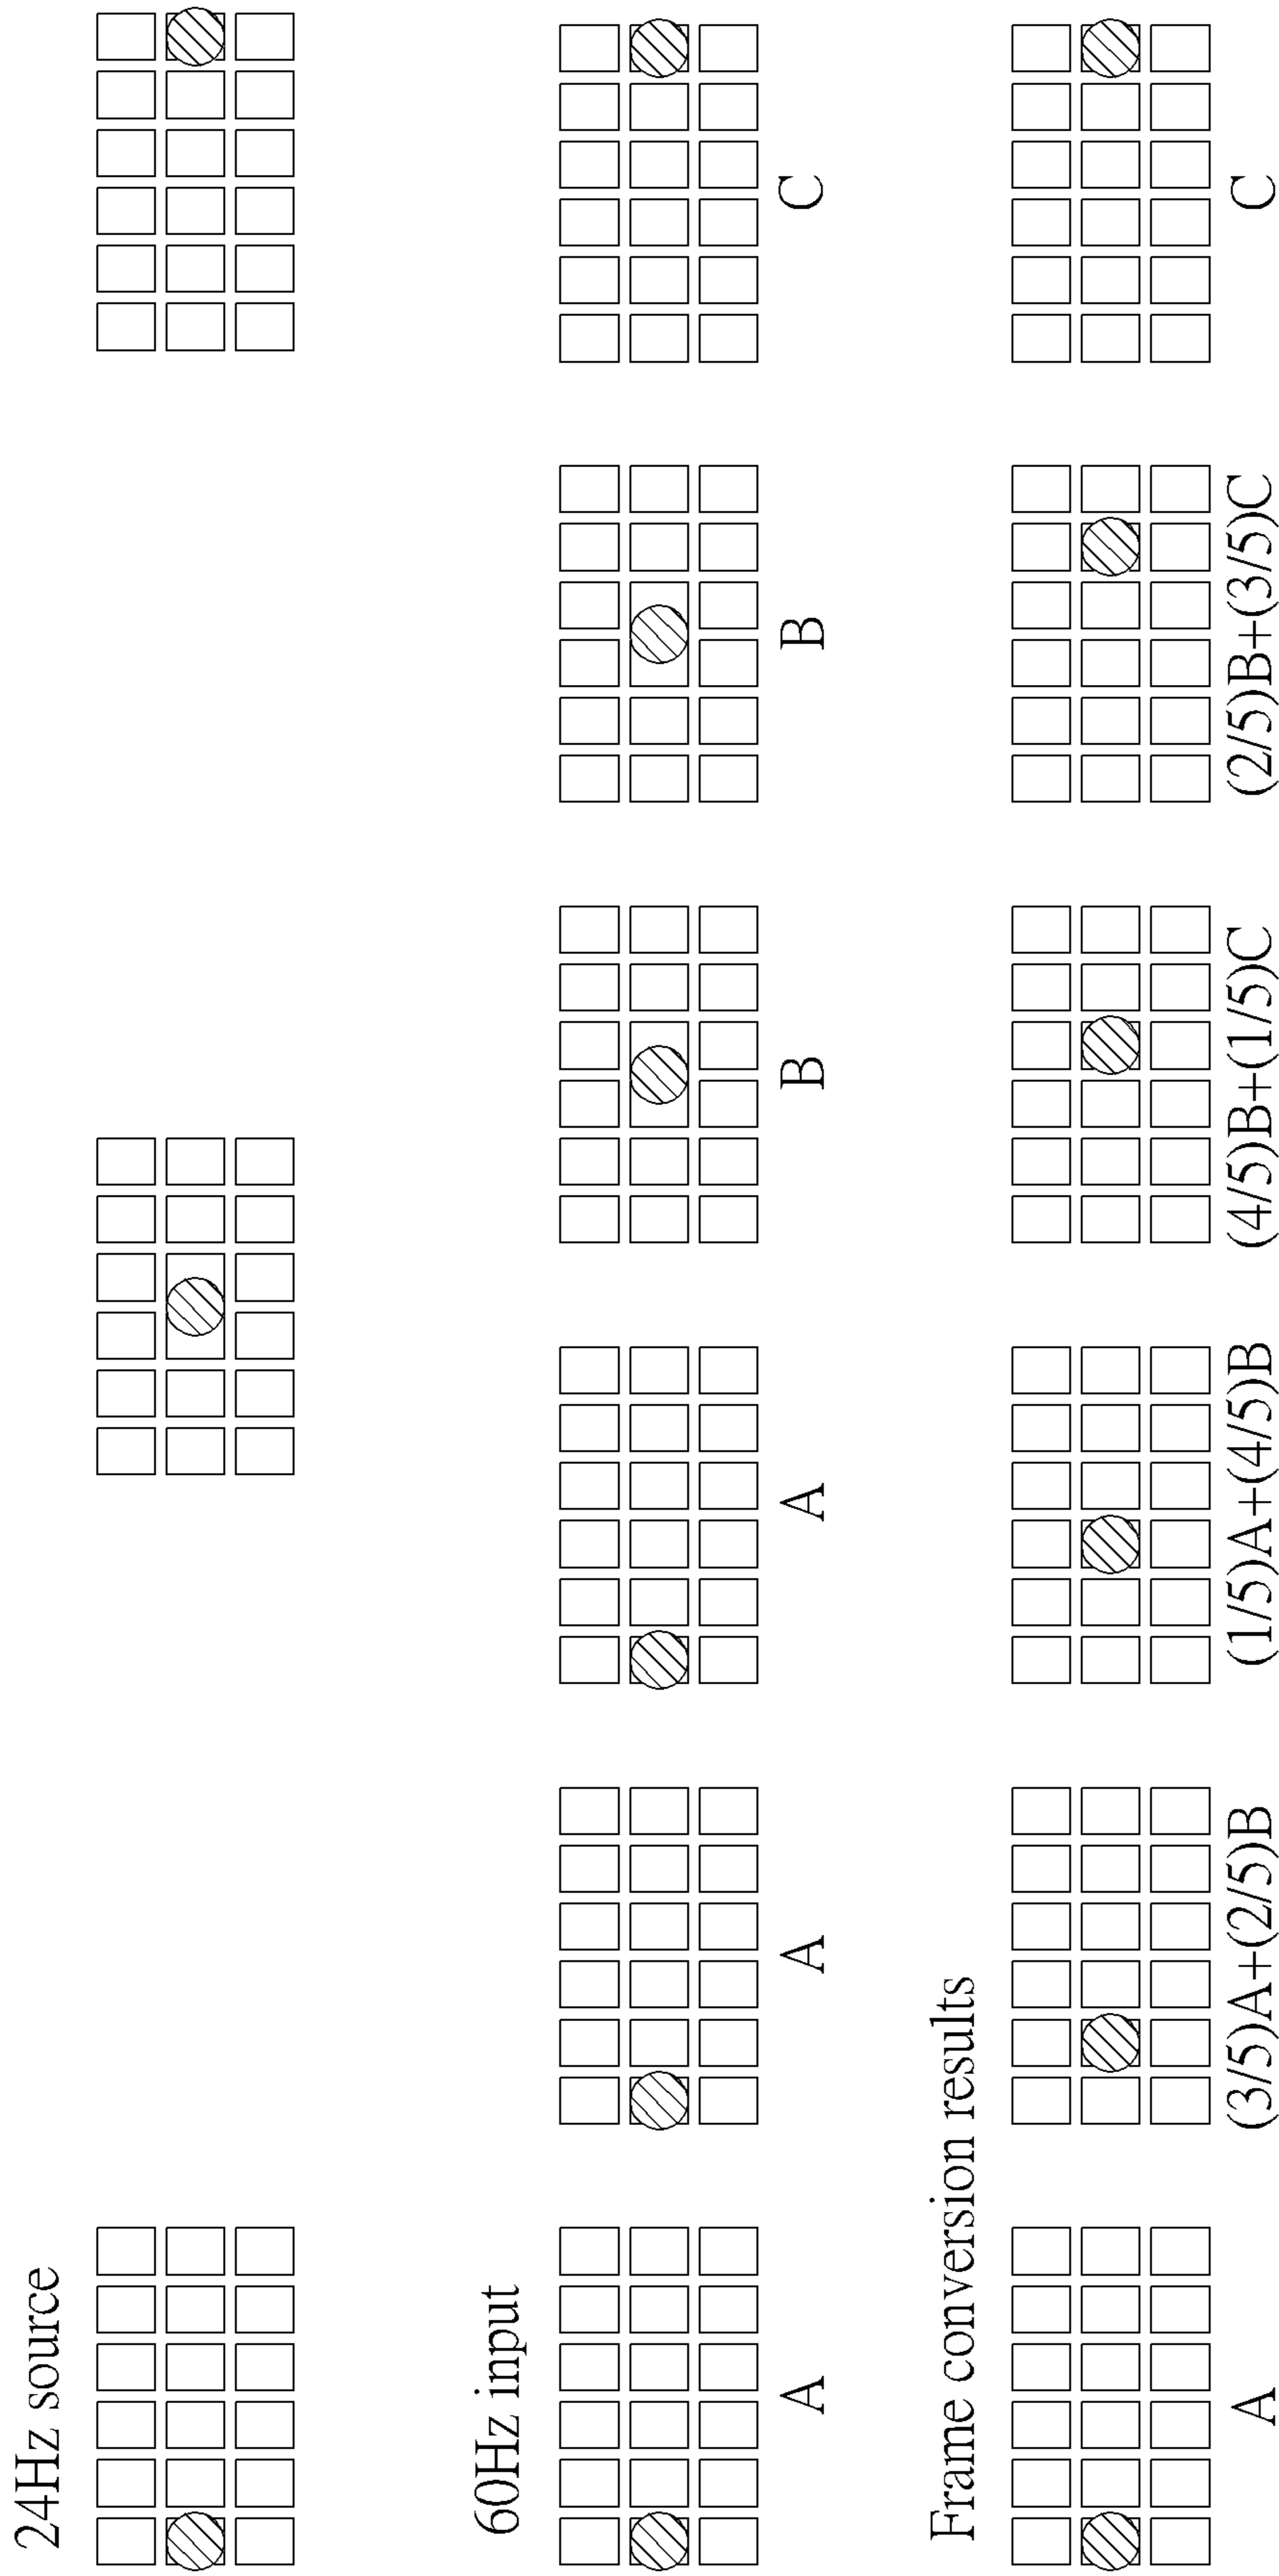 24Hz source
60Hz input
A A A B B C
Frame conversion results
A (3/5)A+(2/5)B (1/5)A+(4/5)B (4/5)B+(1/5)C (2/5)B+(3/5)C C